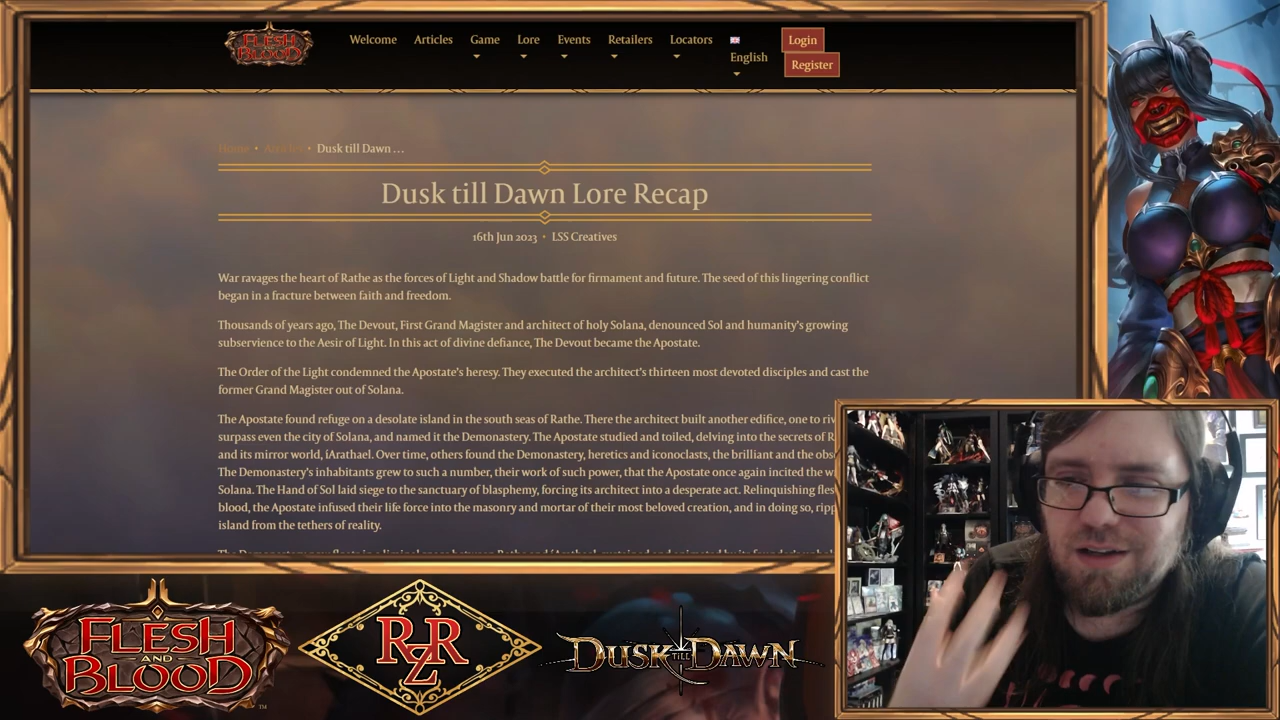 FLESH AND BLOOD
Welcome Articles Game Lore Events Retailers Locators English Login
Register
Home • Articles • Dusk till Dawn ...
Dusk till Dawn Lore Recap
16th Jun 2023 • LSS Creatives
War ravages the heart of Rathe as the forces of Light and Shadow battle for firmament and future. The seed of this lingering conflict
began in a fracture between faith and freedom.
Thousands of years ago, The Devout, First Grand Magister and architect of holy Solana, denounced Sol and humanity's growing
subservience to the Aesir of Light. In this act of divine defiance, The Devout became the Apostate.
The Order of the Light condemned the Apostate's heresy. They executed the architect's thirteen most devoted disciples and cast the
former Grand Magister out of Solana.
The Apostate found refuge on a desolate island in the south seas of Rathe. There the architect built another edifice, one to
surpass even the city of Solana, and named it the Demonastery. The Apostate studied and toiled, delving into the secrets of
and its mirror world, iArathael. Over time, others found the Demonastery, heretics and iconoclasts, the brilliant and the
The Demonastery's inhabitants grew to such a number, their work of such power, that the Apostate once again incited the
Solana. The Hand of Sol laid siege to the sanctuary of blasphemy, forcing its architect into a desperate act. Relinquishing
blood, the Apostate infused their life force into the masonry and mortar of their most beloved creation, and in doing so,
island from the tethers of reality.
FLESH AND BLOOD TM
RZR
DUSK TILL DAWN